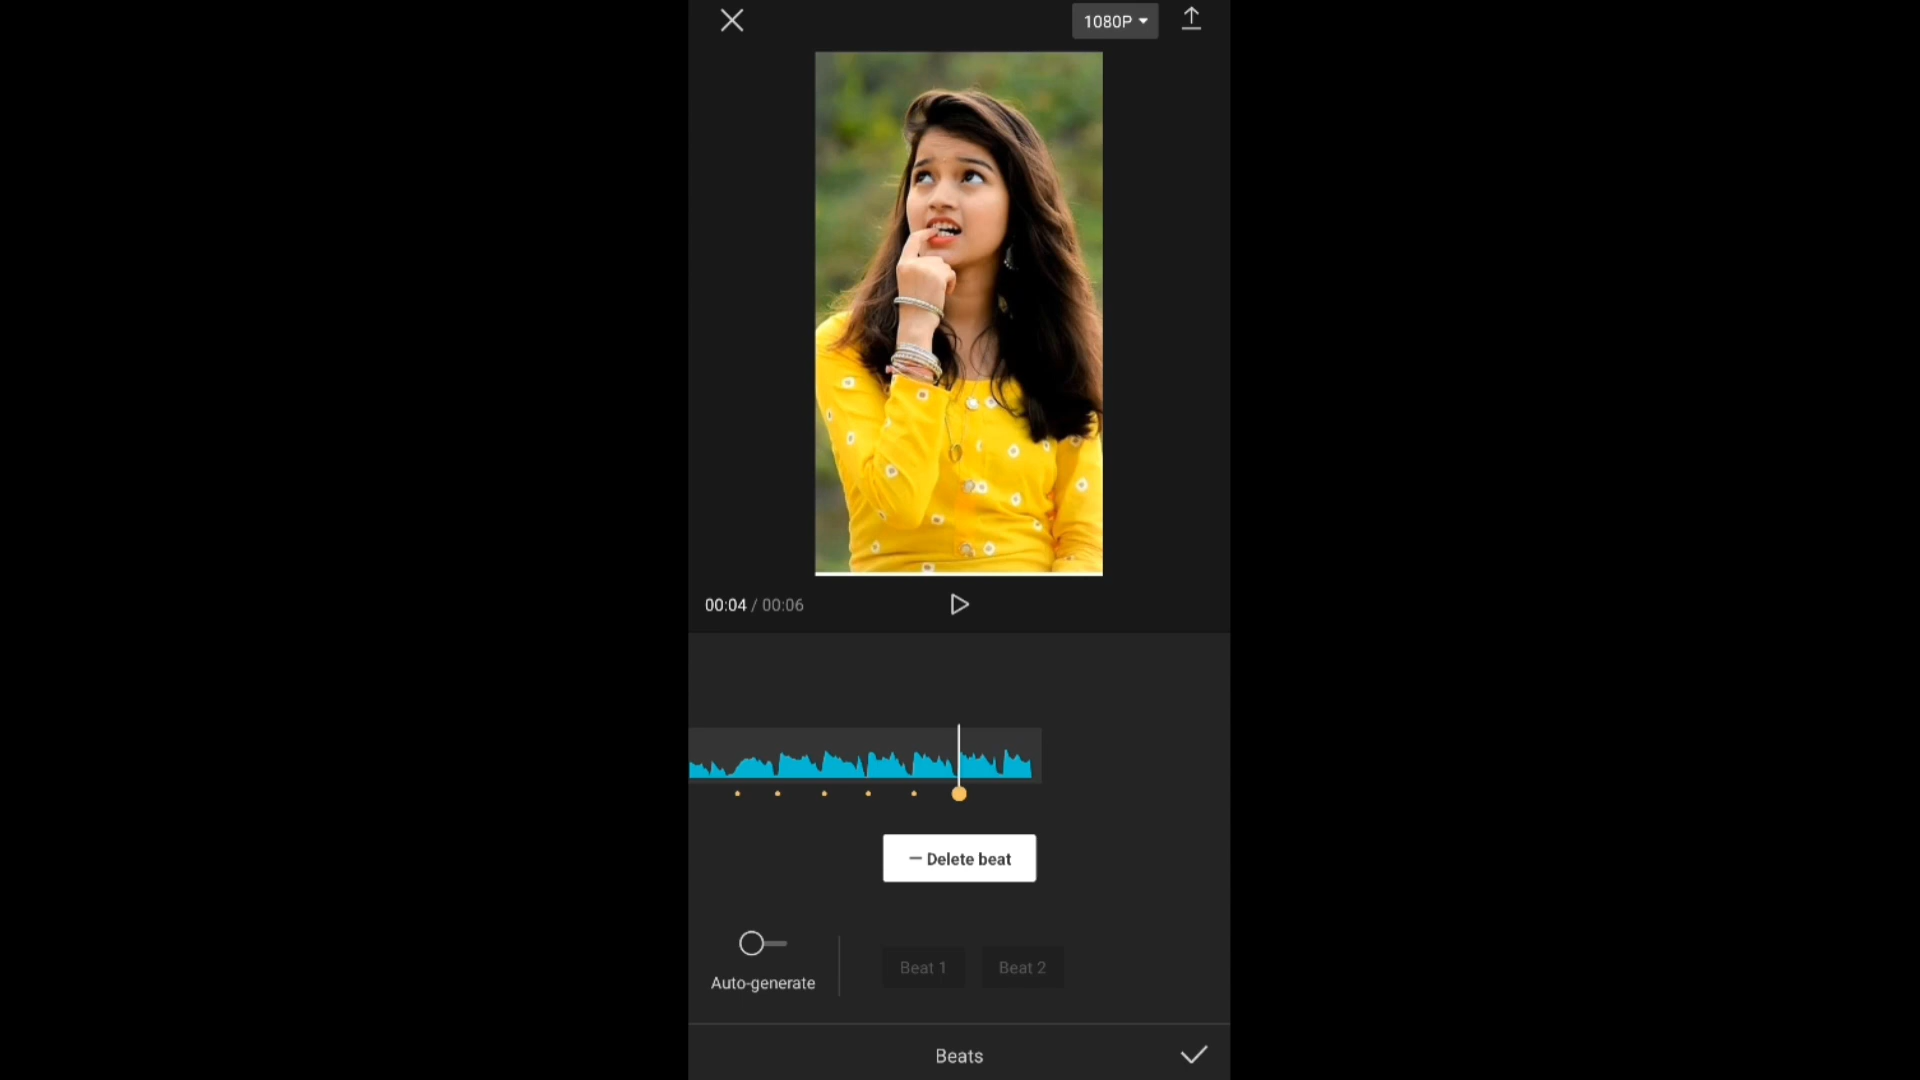 1080P
00:04 / 00:06
Delete beat
Auto-generate
Beat 1
Beat 2
Beats